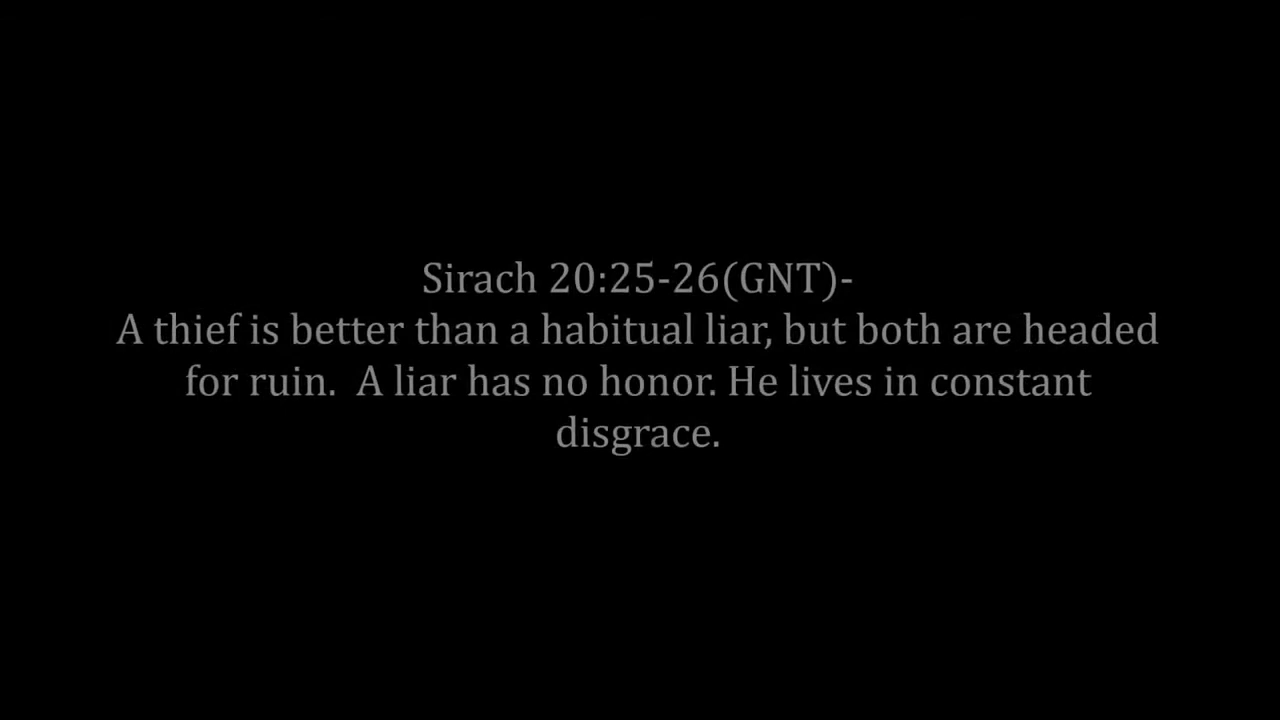 Sirach 20:25-26(GNT)-
A thief is better than a habitual liar, but both are headed
for ruin.  A liar has no honor. He lives in constant
disgrace.